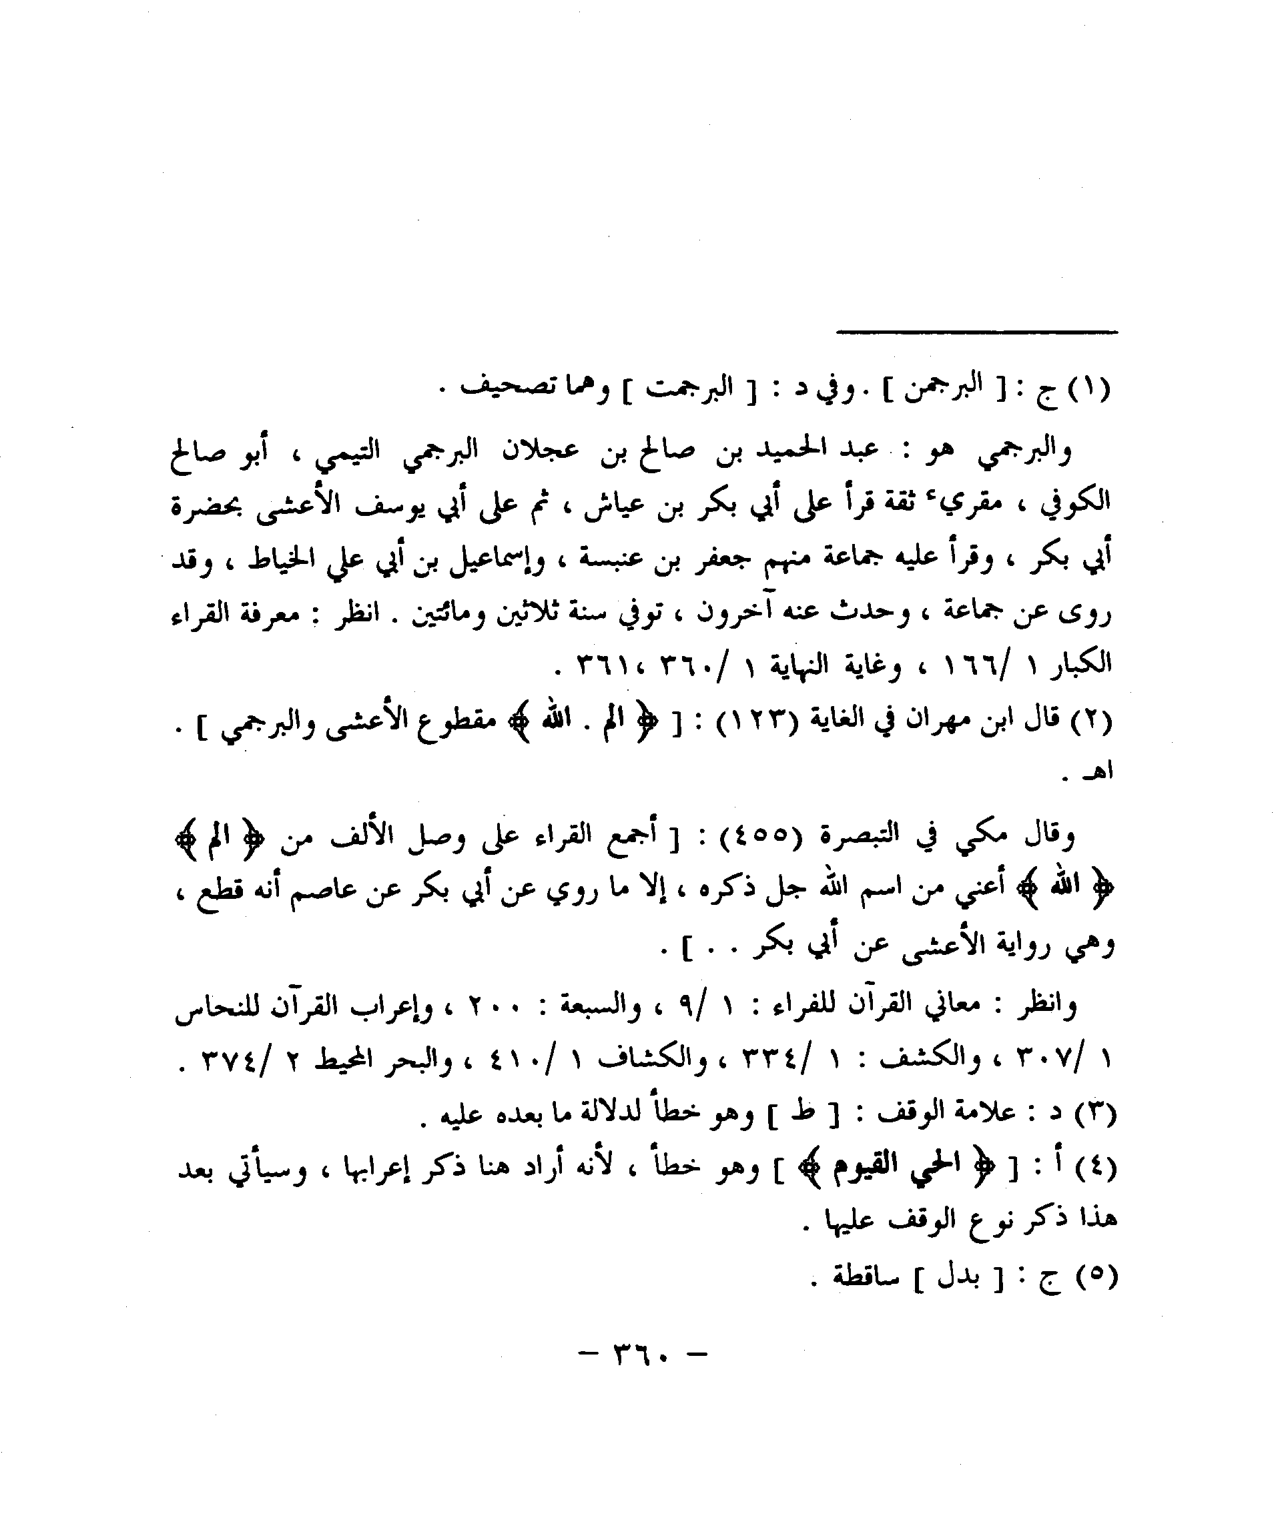 (١) ج : [ البرجمن ] . وفي د : [ البرجمت ] وهما تصحيف .
والبرجمي هو : عبد الحميد بن صالح بن عجلان البرجمي التيمي ، أبو صالح
الكوفي ، مقريء ثقة قرأ على أبي بكر بن عياش ، ثم على أبي يوسف الأعشى بحضرة
أبي بكر ، وقرأ عليه جماعة منهم جعفر بن عنبسة ، وإسماعيل بن أبي علي الخياط ، وقد
روى عن جماعة ، وحدث عنه آخرون ، توفي سنة ثلاثين ومائتين . انظر : معرفة القراء
الكبار ١ /١٦٦ ، وغاية النهاية ١ /٣٦٠ ،٣٦١ .
(٢) قال ابن مهران في الغاية (١٢٣) : [ ﴿ الم . الله ﴾ مقطوع الأعشى والبرجمي ] .
اهـ .
وقال مكي في التبصرة (٤٥٥) : [ أجمع القراء على وصل الألف من ﴿ الم ﴾
﴿ الله ﴾ أعني من اسم الله جل ذكره ، إلا ما روي عن أبي بكر عن عاصم أنه قطع ،
وهي رواية الأعشى عن أبي بكر . . ] .
وانظر : معاني القرآن للفراء : ١ /٩ ، والسبعة : ٢٠٠ ، وإعراب القرآن للنحاس
١ /٣٠٧ ، والكشف : ١ /٣٣٤ ، والكشاف ١ /٤١٠ ، والبحر المحيط ٢ /٣٧٤ .
(٣) د : علامة الوقف : [ ط ] وهو خطأ لدلالة ما بعده عليه .
(٤) أ : [ ﴿ الحي القيوم ﴾ ] وهو خطأ ، لأنه أراد هنا ذكر إعرابها ، وسيأتي بعد
هذا ذكر نوع الوقف عليها .
(٥) ج : [ بدل ] ساقطة .
– ٣٦٠ –